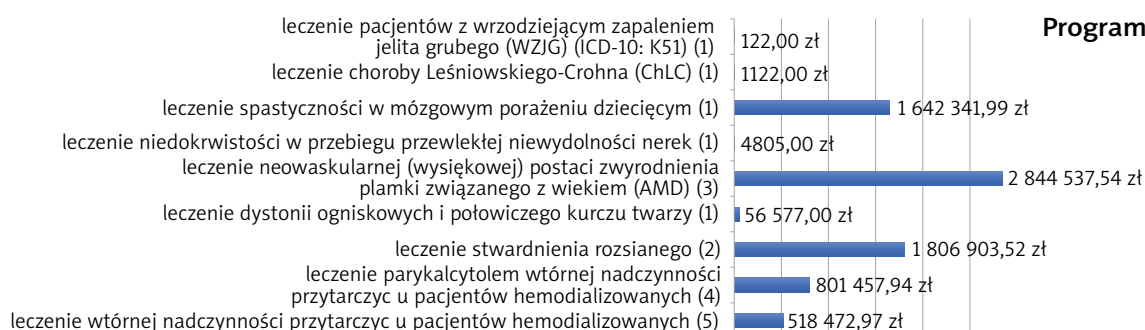 Program
leczenie pacjentów z wrzodziejącym zapaleniem
jelita grubego (WZJG) (ICD-10: K51) (1)
122,00 zł
leczenie choroby Leśniowskiego-Crohna (ChLC) (1)
1122,00 zł
leczenie spastyczności w mózgowym porażeniu dziecięcym (1)
1 642 341,99 zł
leczenie niedokrwistości w przebiegu przewlekłej niewydolności nerek (1)
4805,00 zł
leczenie neowaskularnej (wysiękowej) postaci zwyrodnienia
plamki związanego z wiekiem (AMD) (3)
2 844 537,54 zł
leczenie dystonii ogniskowych i połowiczego kurczu twarzy (1)
56 577,00 zł
leczenie stwardnienia rozsianego (2)
1 806 903,52 zł
leczenie parykalcytolem wtórnej nadczynności
przytarczyc u pacjentów hemodializowanych (4)
801 457,94 zł
leczenie wtórnej nadczynności przytarczyc u pacjentów hemodializowanych (5)
518 472,97 zł